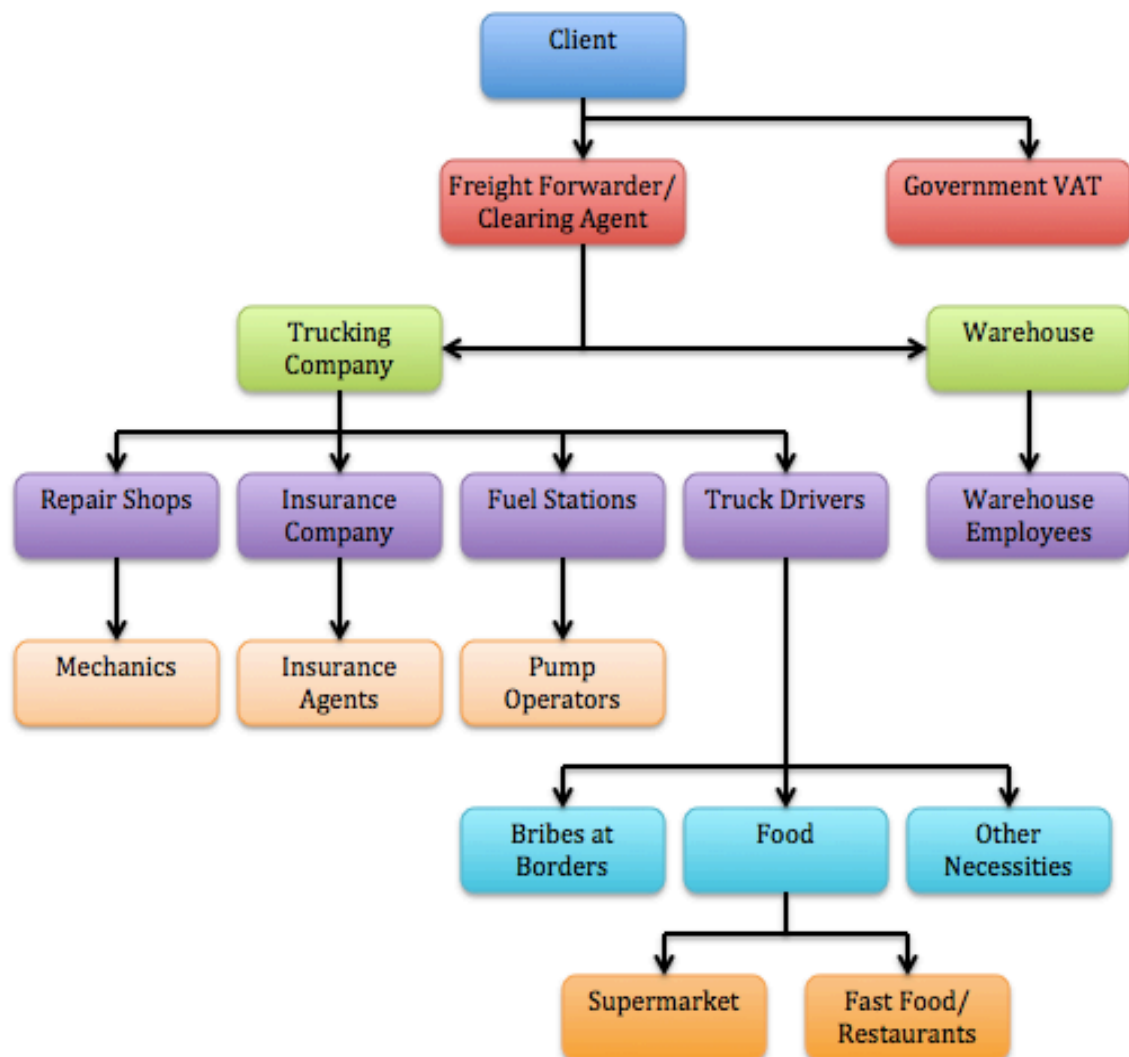 Client
Freight Forwarder/
Clearing Agent
Government VAT
Trucking
Company
Warehouse
Repair Shops
Insurance
Company
Fuel Stations
Truck Drivers
Warehouse
Employees
Mechanics
Insurance
Agents
Pump
Operators
Bribes at
Borders
Food
Other
Necessities
Supermarket
Fast Food/
Restaurants